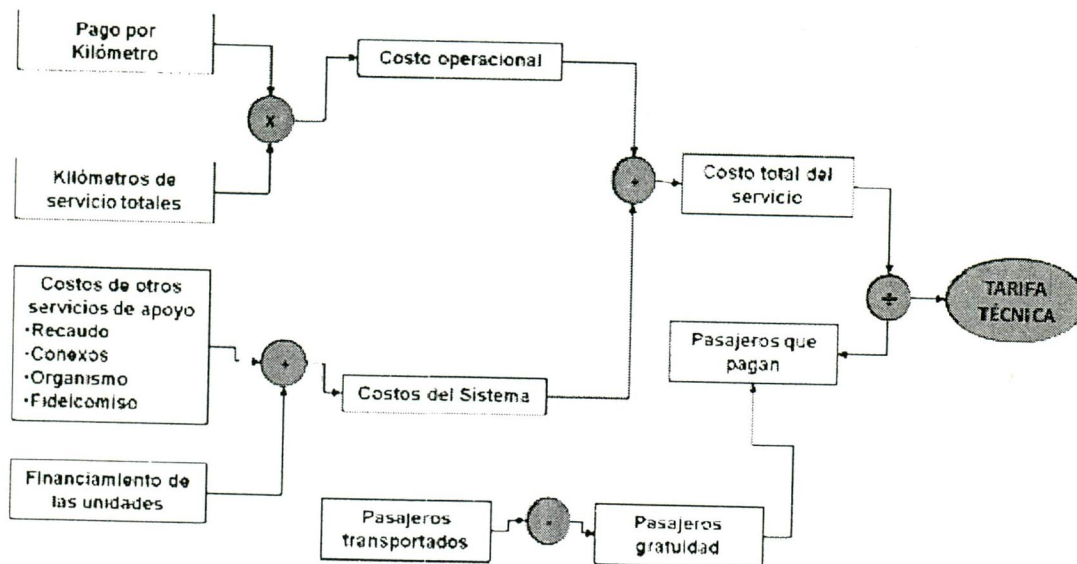 Pago por
Kilómetro
Costo operacional
x
Kilómetros de
servicio totales
+
Costo total del
servicio
Costos de otros
servicios de apoyo
·Recaudo
·Conexos
·Organismo
·Fideicomiso
÷
TARIFA
TÉCNICA
Pasajeros que
pagan
+
Costos del Sistema
Financiamiento de
las unidades
Pasajeros
transportados
-
Pasajeros
gratuidad